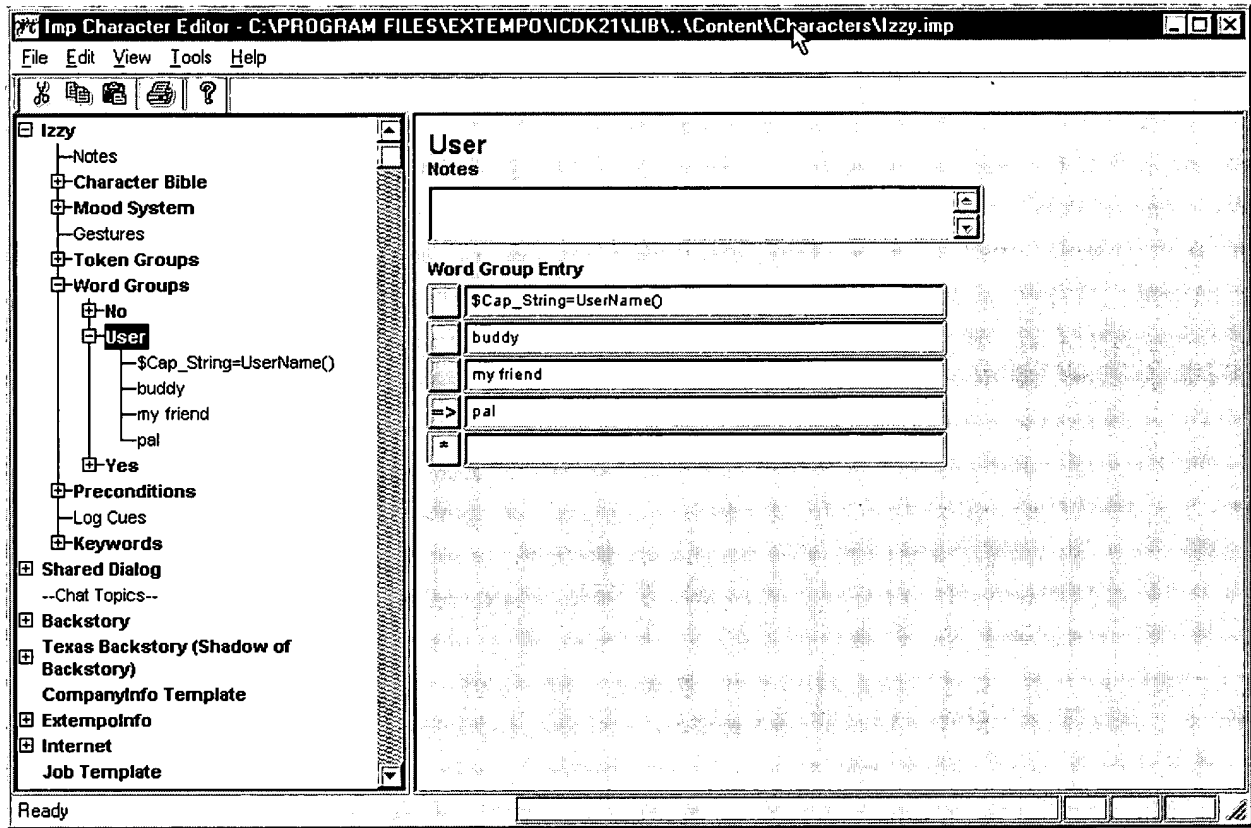 Imp Character Editor - C:\PROGRAM FILES\EXTEMPO\ICDK21\LIB\..\Content\Characters\Izzy.imp
File Edit View Tools Help
Izzy
Notes
Character Bible
Mood System
Gestures
Token Groups
Word Groups
No
User
$Cap_String=UserName()
buddy
my friend
pal
Yes
Preconditions
Log Cues
Keywords
Shared Dialog
--Chat Topics--
Backstory
Texas Backstory (Shadow of
Backstory)
CompanyInfo Template
ExtempoInfo
Internet
Job Template
User
Notes
Word Group Entry
$Cap_String=UserName()
buddy
my friend
=> pal
*
Ready